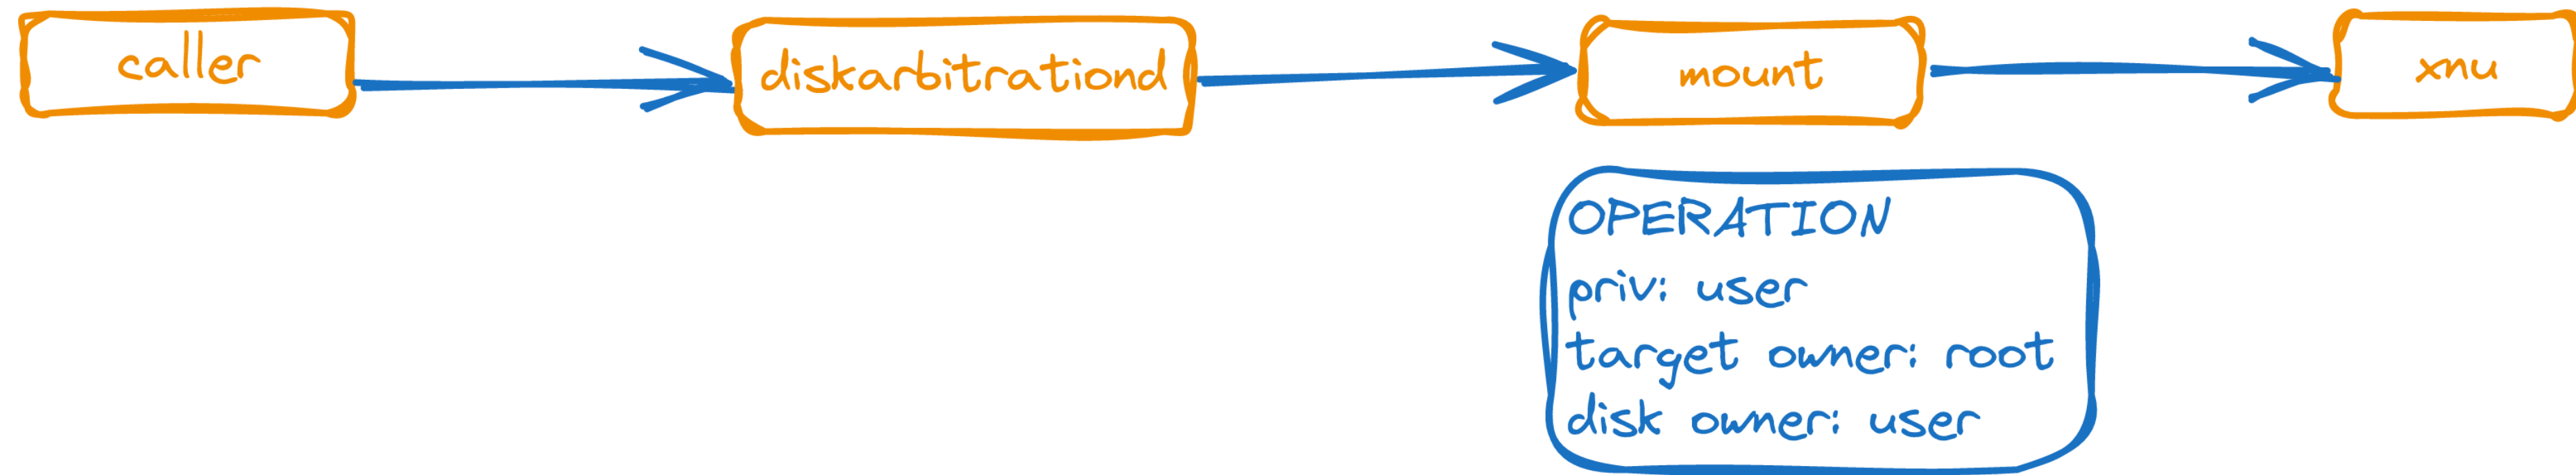 caller
diskarbitrationd
mount
xnu
OPERATION
priv: user
target owner: root
disk owner: user